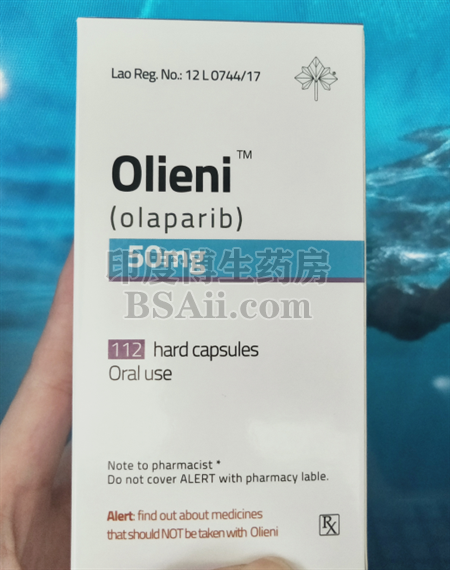 Lao Reg. No.: 12 L 0744/17
Olieni™
(olaparib)
50mg
印度博生药房
BSAii.com
112 hard capsules
Oral use
Note to pharmacist *
Do not cover ALERT with pharmacy lable.
Alert: find out about medicines
that should NOT be taken with Olieni
Rx